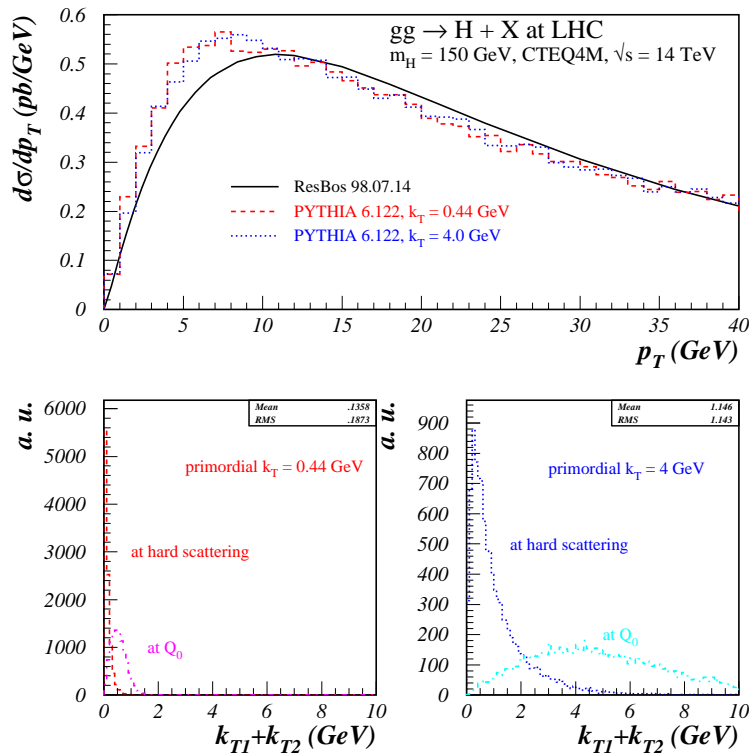 gg → H + X at LHC
m_H = 150 GeV, CTEQ4M, √s = 14 TeV
dσ/dp_T (pb/GeV)
0.6
0.5
0.4
0.3
0.2
0.1
0
ResBos 98.07.14
PYTHIA 6.122, k_T = 0.44 GeV
PYTHIA 6.122, k_T = 4.0 GeV
0 5 10 15 20 25 30 35 40
p_T (GeV)
a. u.
6000
5000
4000
3000
2000
1000
0
Mean .1358
RMS .1873
primordial k_T = 0.44 GeV
at hard scattering
at Q_0
0 2 4 6 8 10
k_T1+k_T2 (GeV)
a. u.
900
800
700
600
500
400
300
200
100
0
Mean 1.146
RMS 1.143
primordial k_T = 4 GeV
at hard scattering
at Q_0
0 2 4 6 8 10
k_T1+k_T2 (GeV)